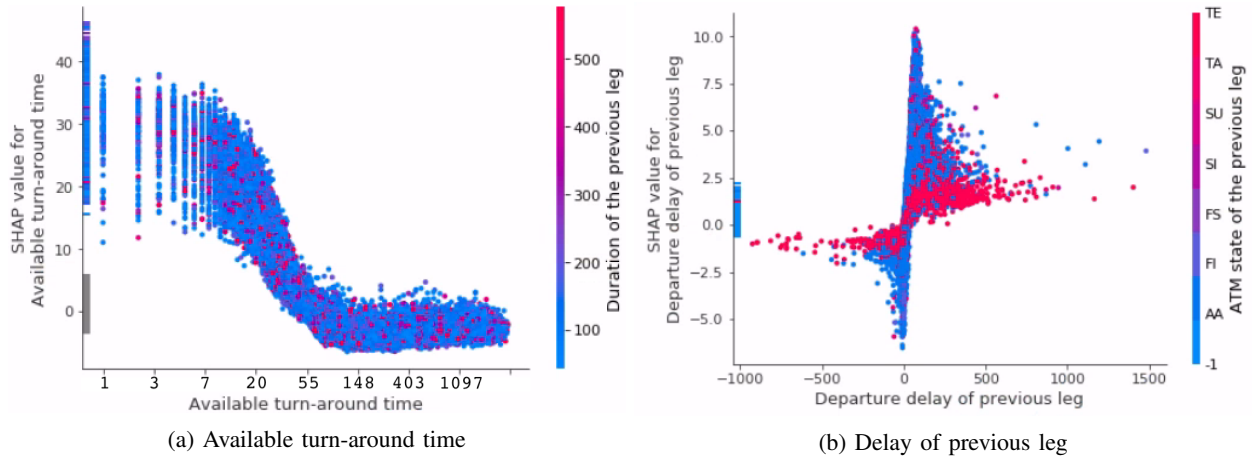 40
30
20
10
0
SHAP value for
Available turn-around time
1 3 7 20 55 148 403 1097
Available turn-around time
500
400
300
200
100
Duration of the previous leg
(a) Available turn-around time
10.0
7.5
5.0
2.5
0.0
−2.5
−5.0
SHAP value for
Departure delay of previous leg
−1000 −500 0 500 1000 1500
Departure delay of previous leg
TE
TA
SU
SI
FS
FI
AA
-1
ATM state of the previous leg
(b) Delay of previous leg